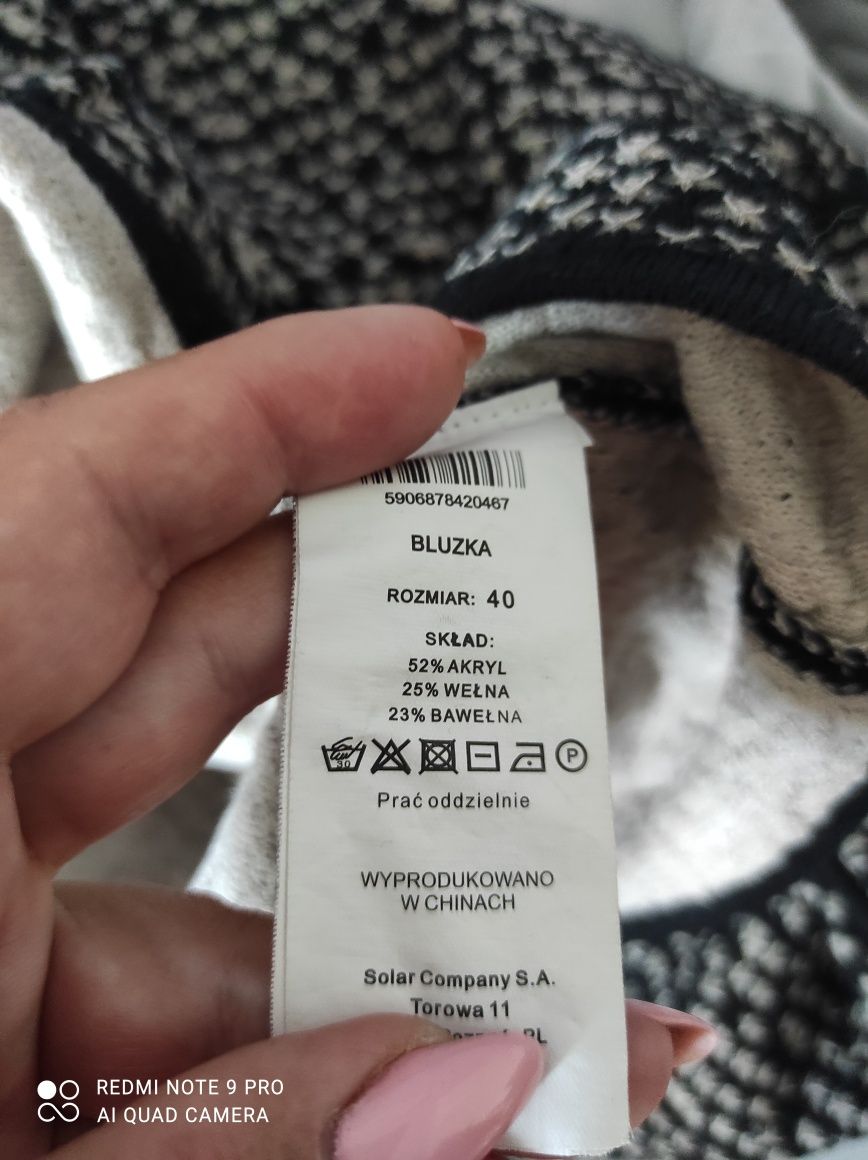 5906878420467
BLUZKA
ROZMIAR: 40
SKŁAD:
52% AKRYL
25% WEŁNA
23% BAWEŁNA
30
P
Prać oddzielnie
WYPRODUKOWANO
W CHINACH
Solar Company S.A.
Torowa 11
PL
REDMI NOTE 9 PRO
AI QUAD CAMERA